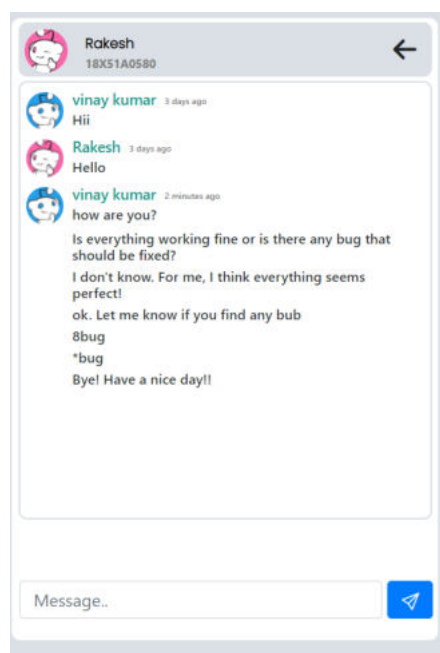 Rakesh
18X51A0580
vinay kumar 3 days ago
Hii
Rakesh 3 days ago
Hello
vinay kumar 2 minutes ago
how are you?
Is everything working fine or is there any bug that
should be fixed?
I don't know. For me, I think everything seems
perfect!
ok. Let me know if you find any bub
8bug
*bug
Bye! Have a nice day!!
Message..